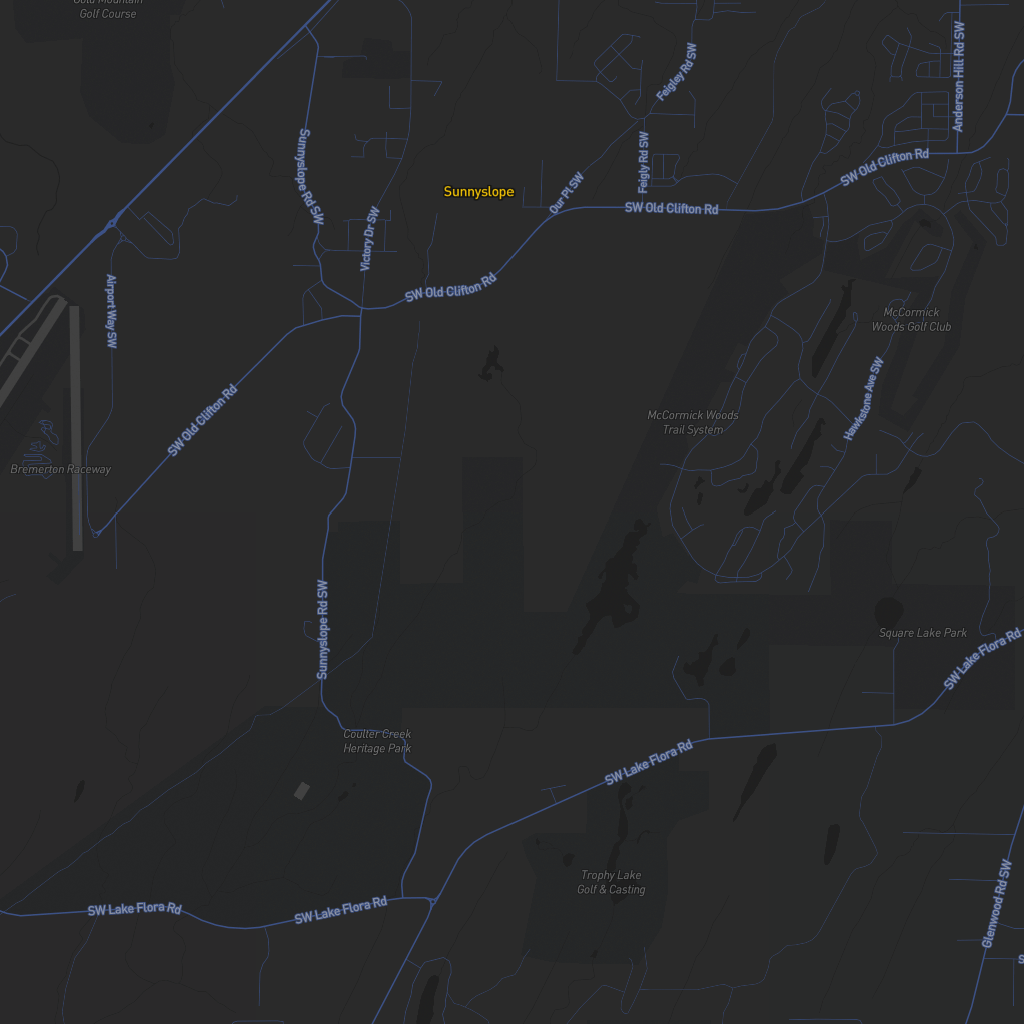 Gold Mountain
Golf Course
Feigley Rd SW
Anderson Hill Rd SW
Sunnyslope Rd SW
Feigly Rd SW
SW Old Clifton Rd
Sunnyslope
Our Pl SW
SW Old Clifton Rd
Victory Dr SW
SW Old Clifton Rd
Airport Way SW
McCormick
Woods Golf Club
Hawkstone Ave SW
SW Old Clifton Rd
McCormick Woods
Trail System
Bremerton Raceway
Sunnyslope Rd SW
Square Lake Park
SW Lake Flora Rd
Coulter Creek
Heritage Park
SW Lake Flora Rd
Trophy Lake
Golf & Casting
SW Lake Flora Rd
SW Lake Flora Rd
Glenwood Rd SW